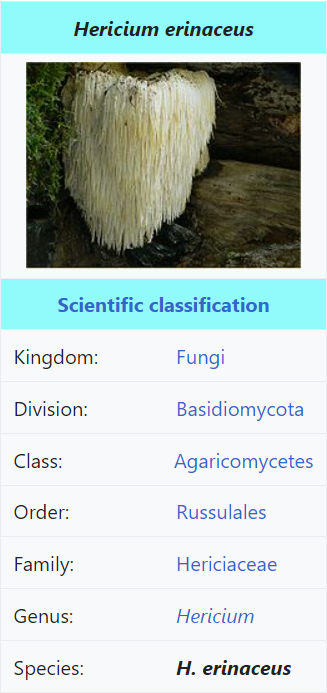 Hericium erinaceus
Scientific classification
Kingdom: Fungi
Division: Basidiomycota
Class: Agaricomycetes
Order: Russulales
Family: Hericiaceae
Genus: Hericium
Species: H. erinaceus